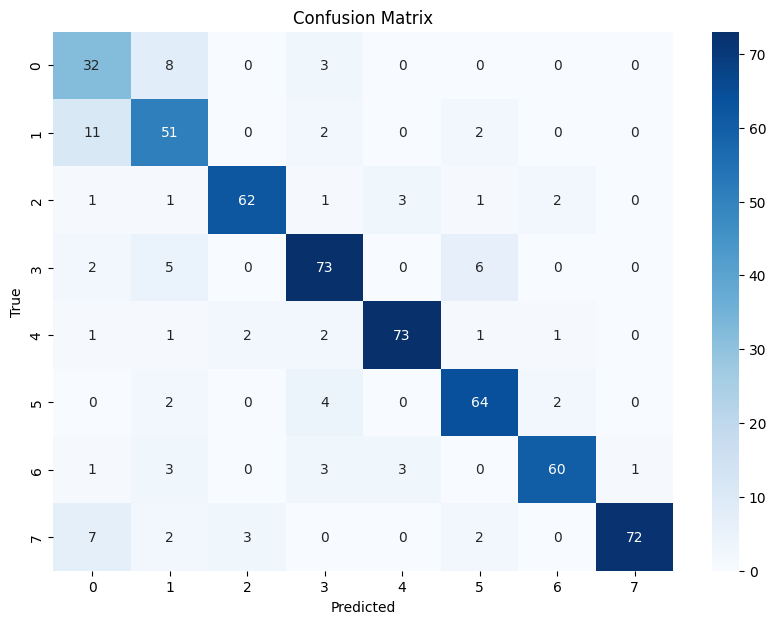 Confusion Matrix
0 32 8 0 3 0 0 0 0
1 11 51 0 2 0 2 0 0
2 1 1 62 1 3 1 2 0
3 2 5 0 73 0 6 0 0
4 1 1 2 2 73 1 1 0
5 0 2 0 4 0 64 2 0
6 1 3 0 3 3 0 60 1
7 7 2 3 0 0 2 0 72
0 1 2 3 4 5 6 7
Predicted
True
70
60
50
40
30
20
10
0